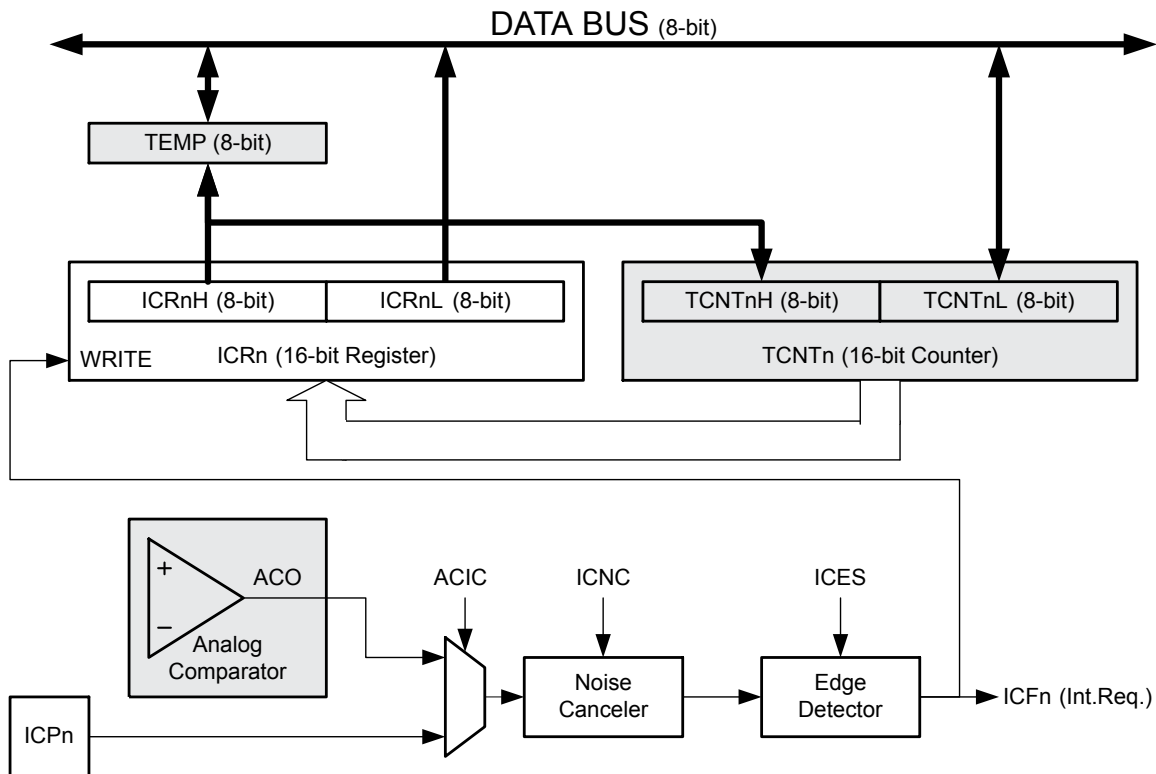 DATA BUS (8-bit)
TEMP (8-bit)
ICRnH (8-bit) ICRnL (8-bit)
TCNTnH (8-bit) TCNTnL (8-bit)
WRITE
ICRn (16-bit Register)
TCNTn (16-bit Counter)
+
−
ACO
Analog
Comparator
ACIC
ICNC
ICES
Noise
Canceler
Edge
Detector
ICFn (Int.Req.)
ICPn